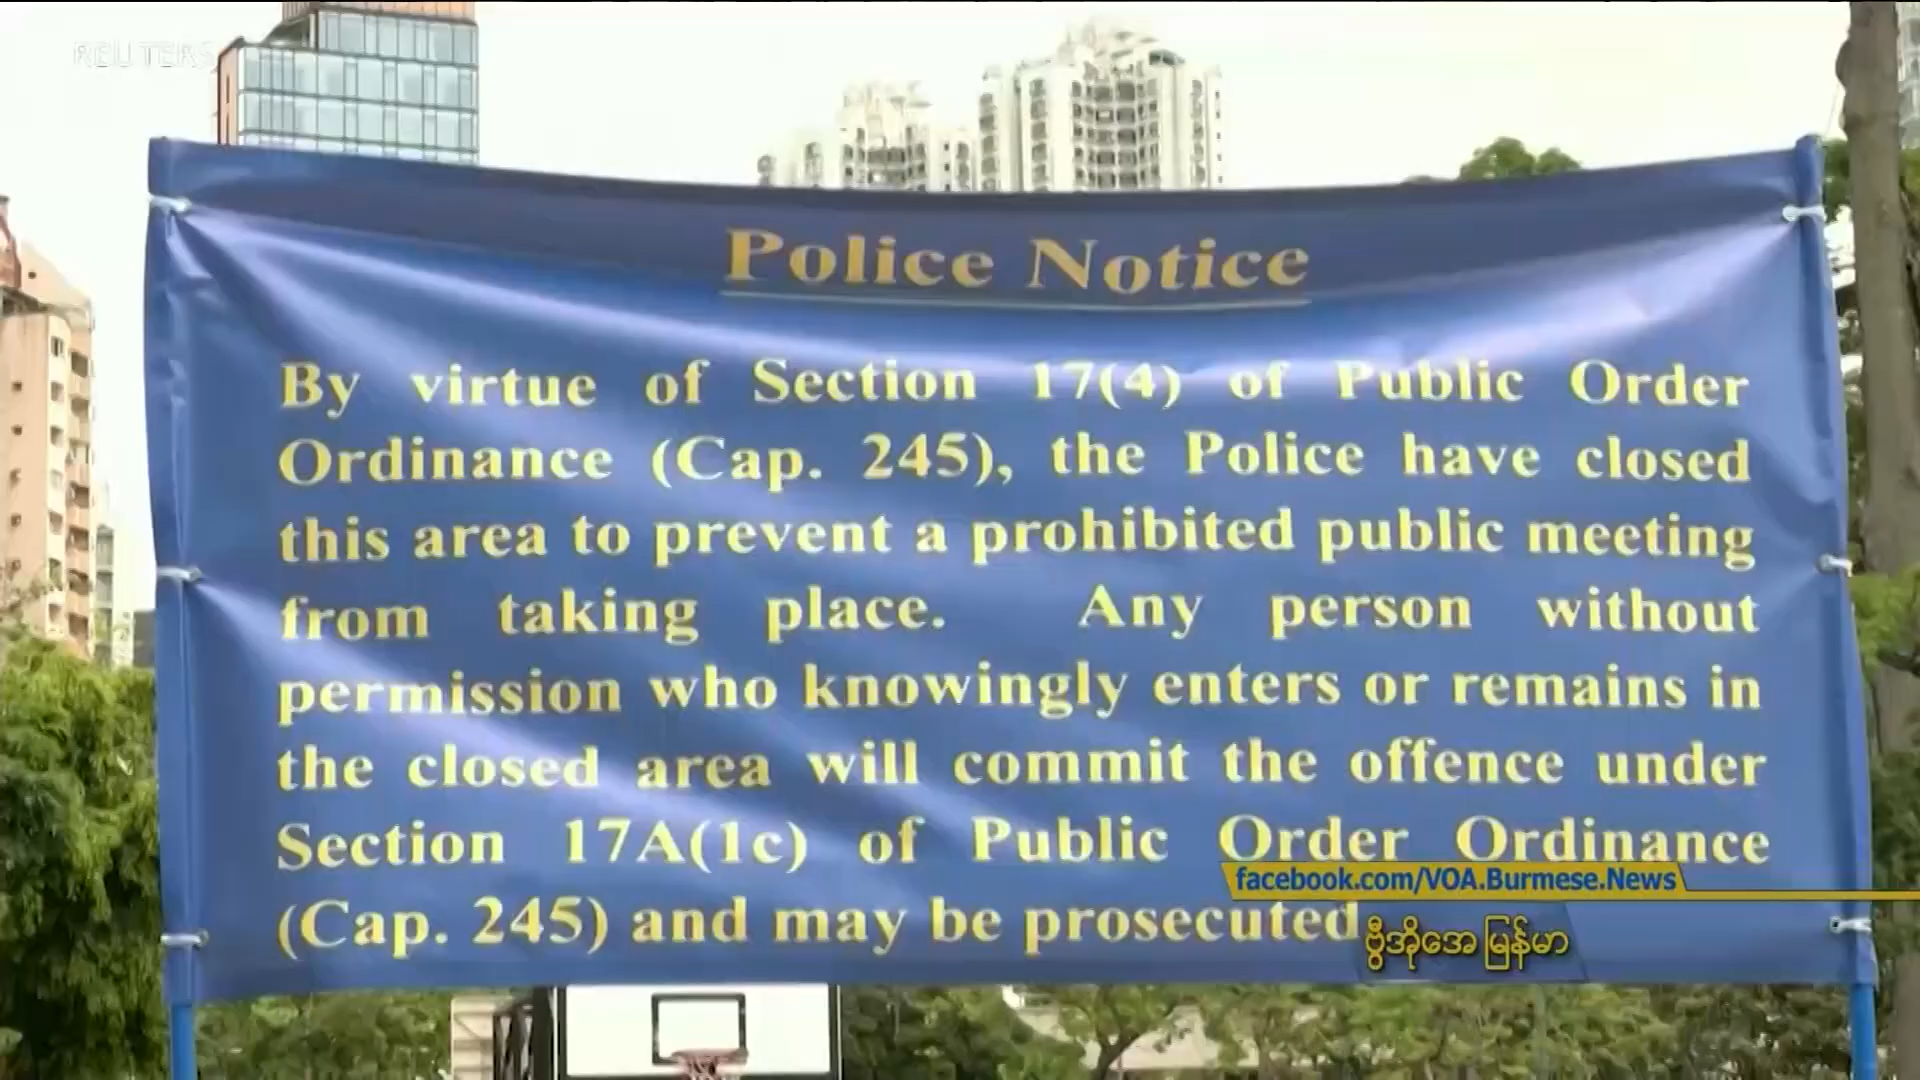 REUTERS
Police Notice
By virtue of Section 17(4) of Public Order
Ordinance (Cap. 245), the Police have closed
this area to prevent a prohibited public meeting
from taking place. Any person without
permission who knowingly enters or remains in
the closed area will commit the offence under
Section 17A(1c) of Public Order Ordinance
(Cap. 245) and may be prosecuted
facebook.com/VOA.Burmese.News
ဗွီအိုအေ မြန်မာ